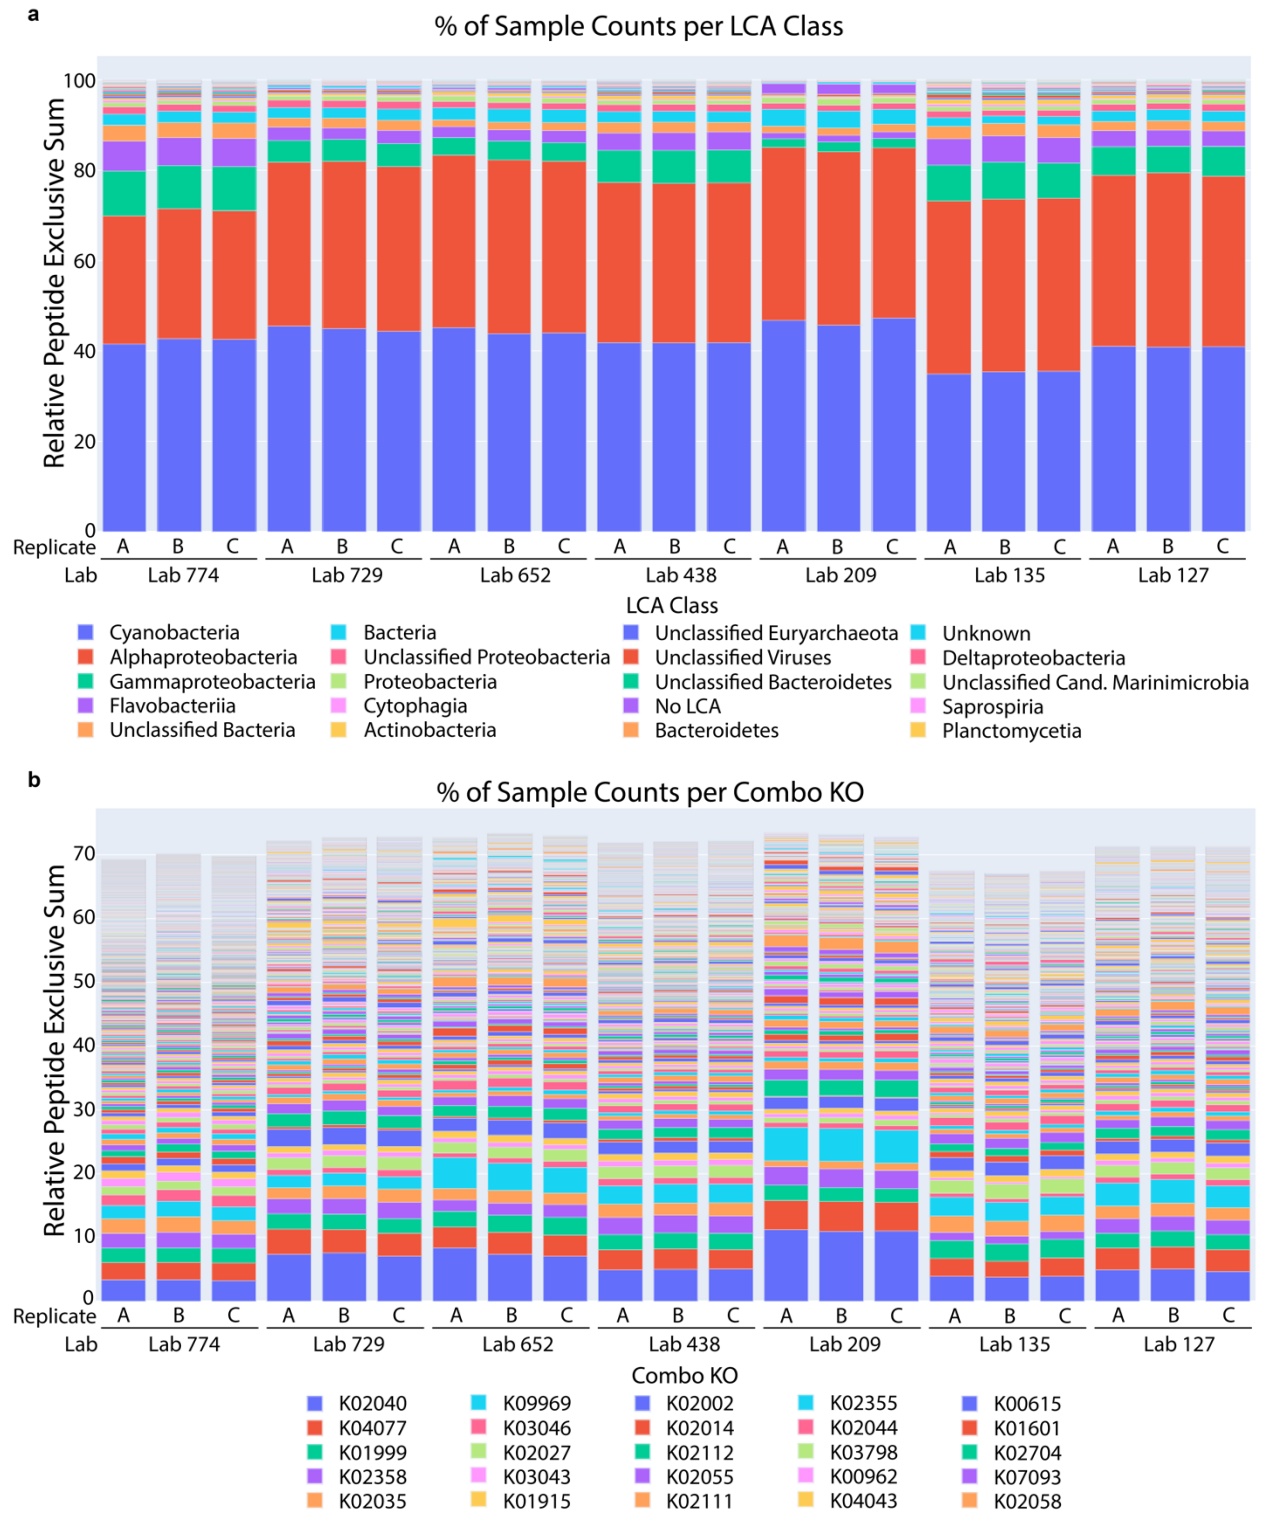 a
% of Sample Counts per LCA Class
Relative Peptide Exclusive Sum
100
80
60
40
20
0
Replicate A B C A B C A B C A B C A B C A B C A B C
Lab Lab 774 Lab 729 Lab 652 Lab 438 Lab 209 Lab 135 Lab 127
LCA Class
Cyanobacteria Bacteria Unclassified Euryarchaeota Unknown
Alphaproteobacteria Unclassified Proteobacteria Unclassified Viruses Deltaproteobacteria
Gammaproteobacteria Proteobacteria Unclassified Bacteroidetes Unclassified Cand. Marinimicrobia
Flavobacteriia Cytophagia No LCA Saprospiria
Unclassified Bacteria Actinobacteria Bacteroidetes Planctomycetia
b
% of Sample Counts per Combo KO
Relative Peptide Exclusive Sum
70
60
50
40
30
20
10
0
Replicate A B C A B C A B C A B C A B C A B C A B C
Lab Lab 774 Lab 729 Lab 652 Lab 438 Lab 209 Lab 135 Lab 127
Combo KO
K02040 K09969 K02002 K02355 K00615
K04077 K03046 K02014 K02044 K01601
K01999 K02027 K02112 K03798 K02704
K02358 K03043 K02055 K00962 K07093
K02035 K01915 K02111 K04043 K02058